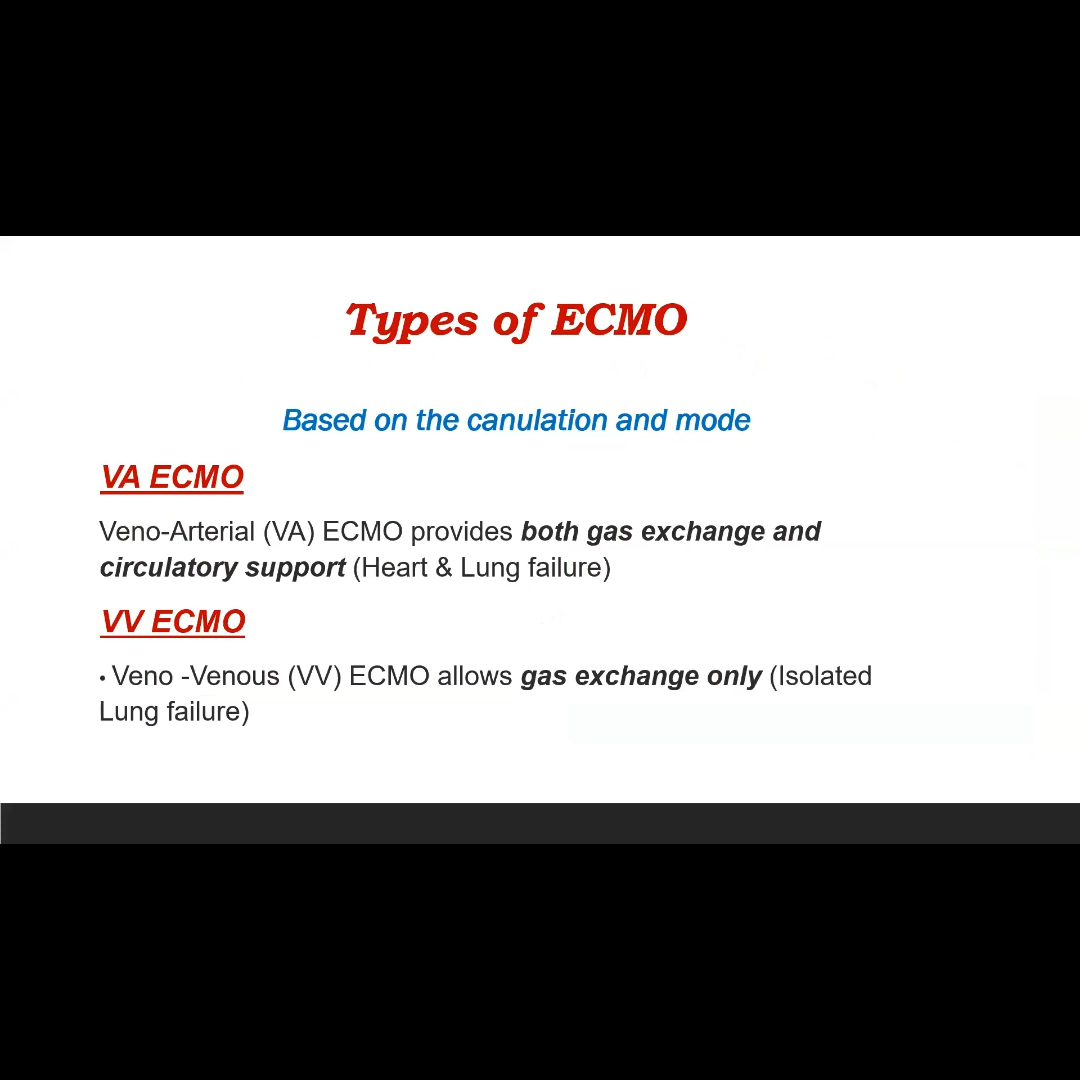 Types of ECMO
Based on the canulation and mode
VA ECMO
Veno-Arterial (VA) ECMO provides both gas exchange and
circulatory support (Heart & Lung failure)
VV ECMO
• Veno -Venous (VV) ECMO allows gas exchange only (Isolated
Lung failure)